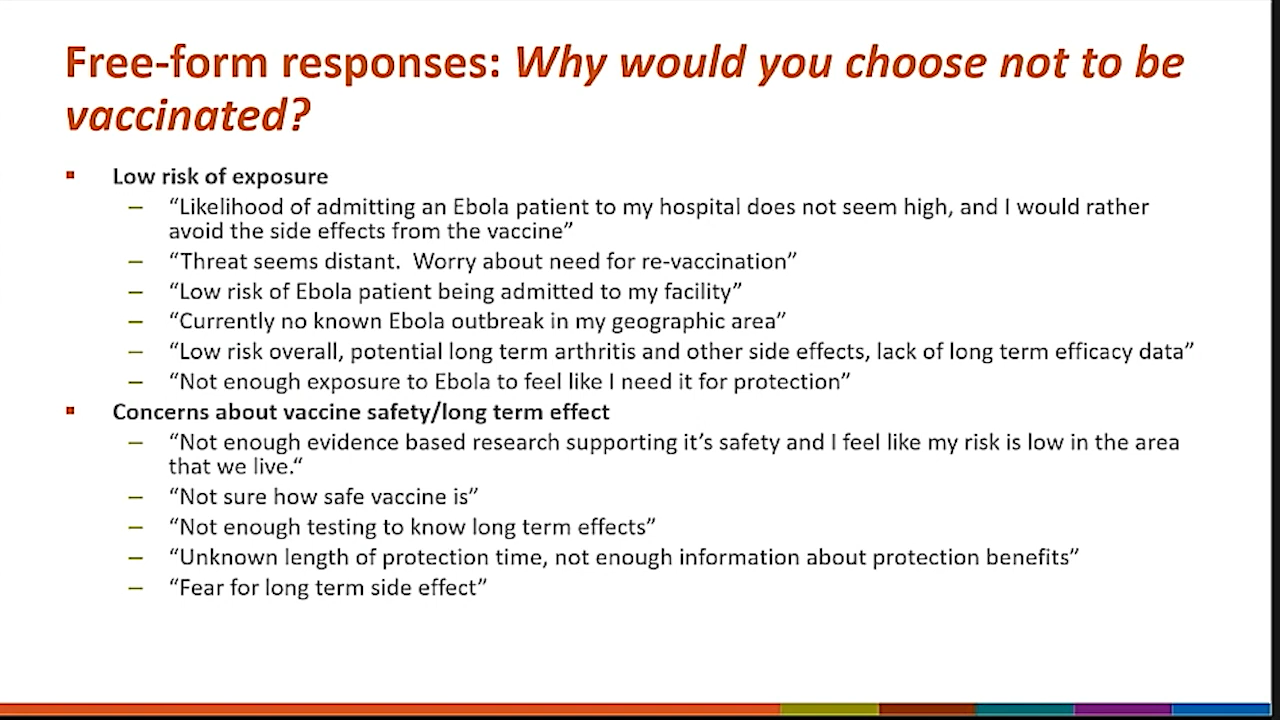 Free-form responses: Why would you choose not to be
vaccinated?
▪ Low risk of exposure
– “Likelihood of admitting an Ebola patient to my hospital does not seem high, and I would rather
avoid the side effects from the vaccine”
– “Threat seems distant.  Worry about need for re-vaccination”
– “Low risk of Ebola patient being admitted to my facility”
– “Currently no known Ebola outbreak in my geographic area”
– “Low risk overall, potential long term arthritis and other side effects, lack of long term efficacy data”
– “Not enough exposure to Ebola to feel like I need it for protection”
▪ Concerns about vaccine safety/long term effect
– “Not enough evidence based research supporting it’s safety and I feel like my risk is low in the area
that we live.“
– “Not sure how safe vaccine is”
– “Not enough testing to know long term effects”
– “Unknown length of protection time, not enough information about protection benefits”
– “Fear for long term side effect”